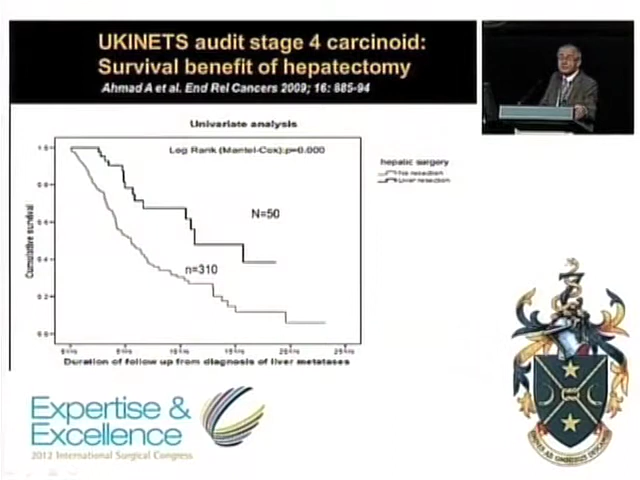 UKINETS audit stage 4 carcinoid:
Survival benefit of hepatectomy
Ahmad A et al. End Rel Cancers 2009; 16: 885-94
Univariate analysis
Log Rank (Mantel-Cox):p=0.000
hepatic surgery
No resection
Liver resection
N=50
n=310
Cumulative survival
Duration of follow up from diagnosis of liver metastases
Expertise &
Excellence
2012 International Surgical Congress